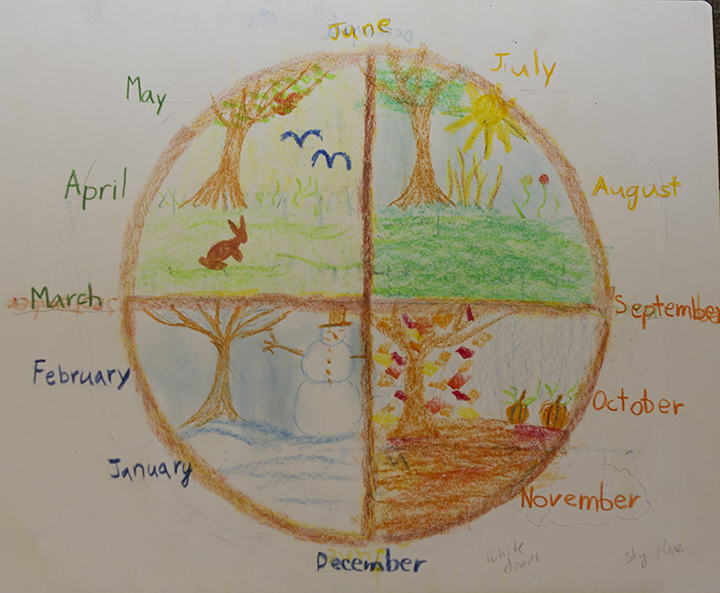 June
May
July
April
August
March
September
February
October
January
November
December
white
clouds
sky blue